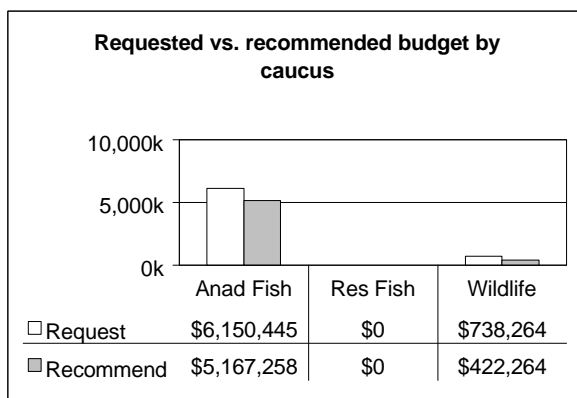 Requested vs. recommended budget by
caucus
10,000k
5,000k
0k
Anad Fish Res Fish Wildlife
Request $6,150,445 $0 $738,264
Recommend $5,167,258 $0 $422,264